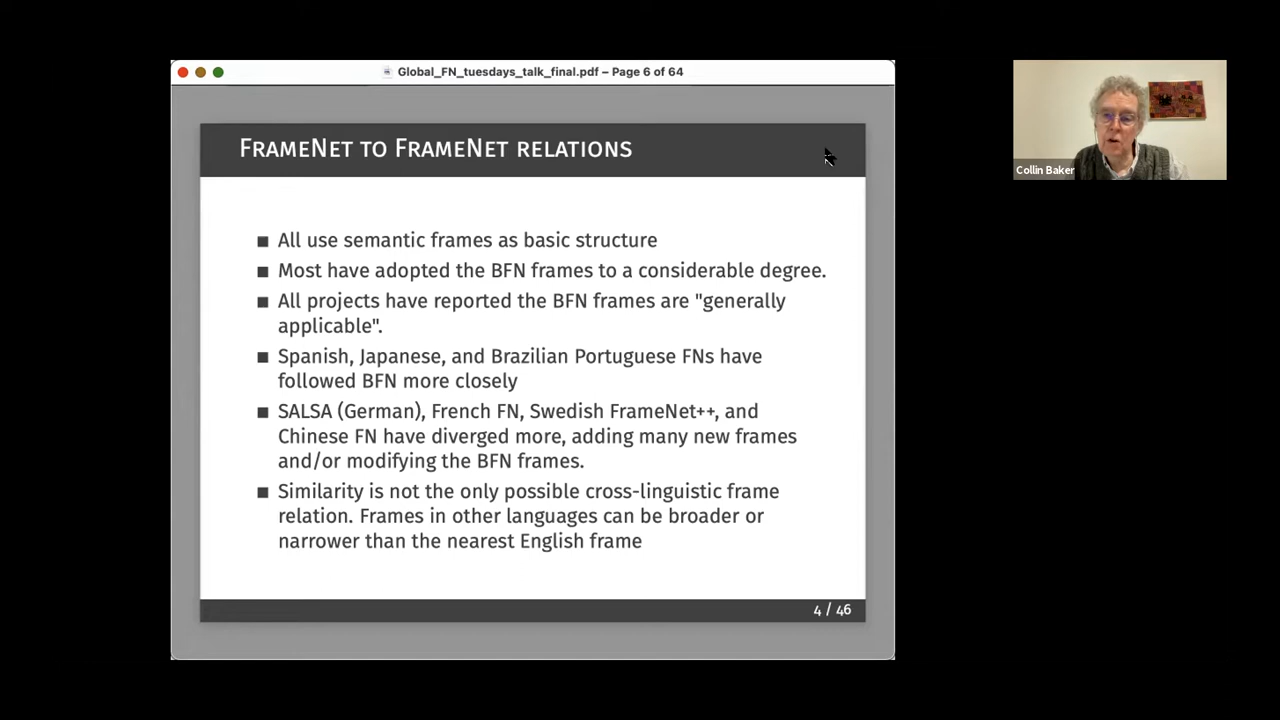 Global_FN_tuesdays_talk_final.pdf – Page 6 of 64
FrameNet to FrameNet relations
■ All use semantic frames as basic structure
■ Most have adopted the BFN frames to a considerable degree.
■ All projects have reported the BFN frames are "generally
applicable".
■ Spanish, Japanese, and Brazilian Portuguese FNs have
followed BFN more closely
■ SALSA (German), French FN, Swedish FrameNet++, and
Chinese FN have diverged more, adding many new frames
and/or modifying the BFN frames.
■ Similarity is not the only possible cross-linguistic frame
relation. Frames in other languages can be broader or
narrower than the nearest English frame
4 / 46
Collin Baker